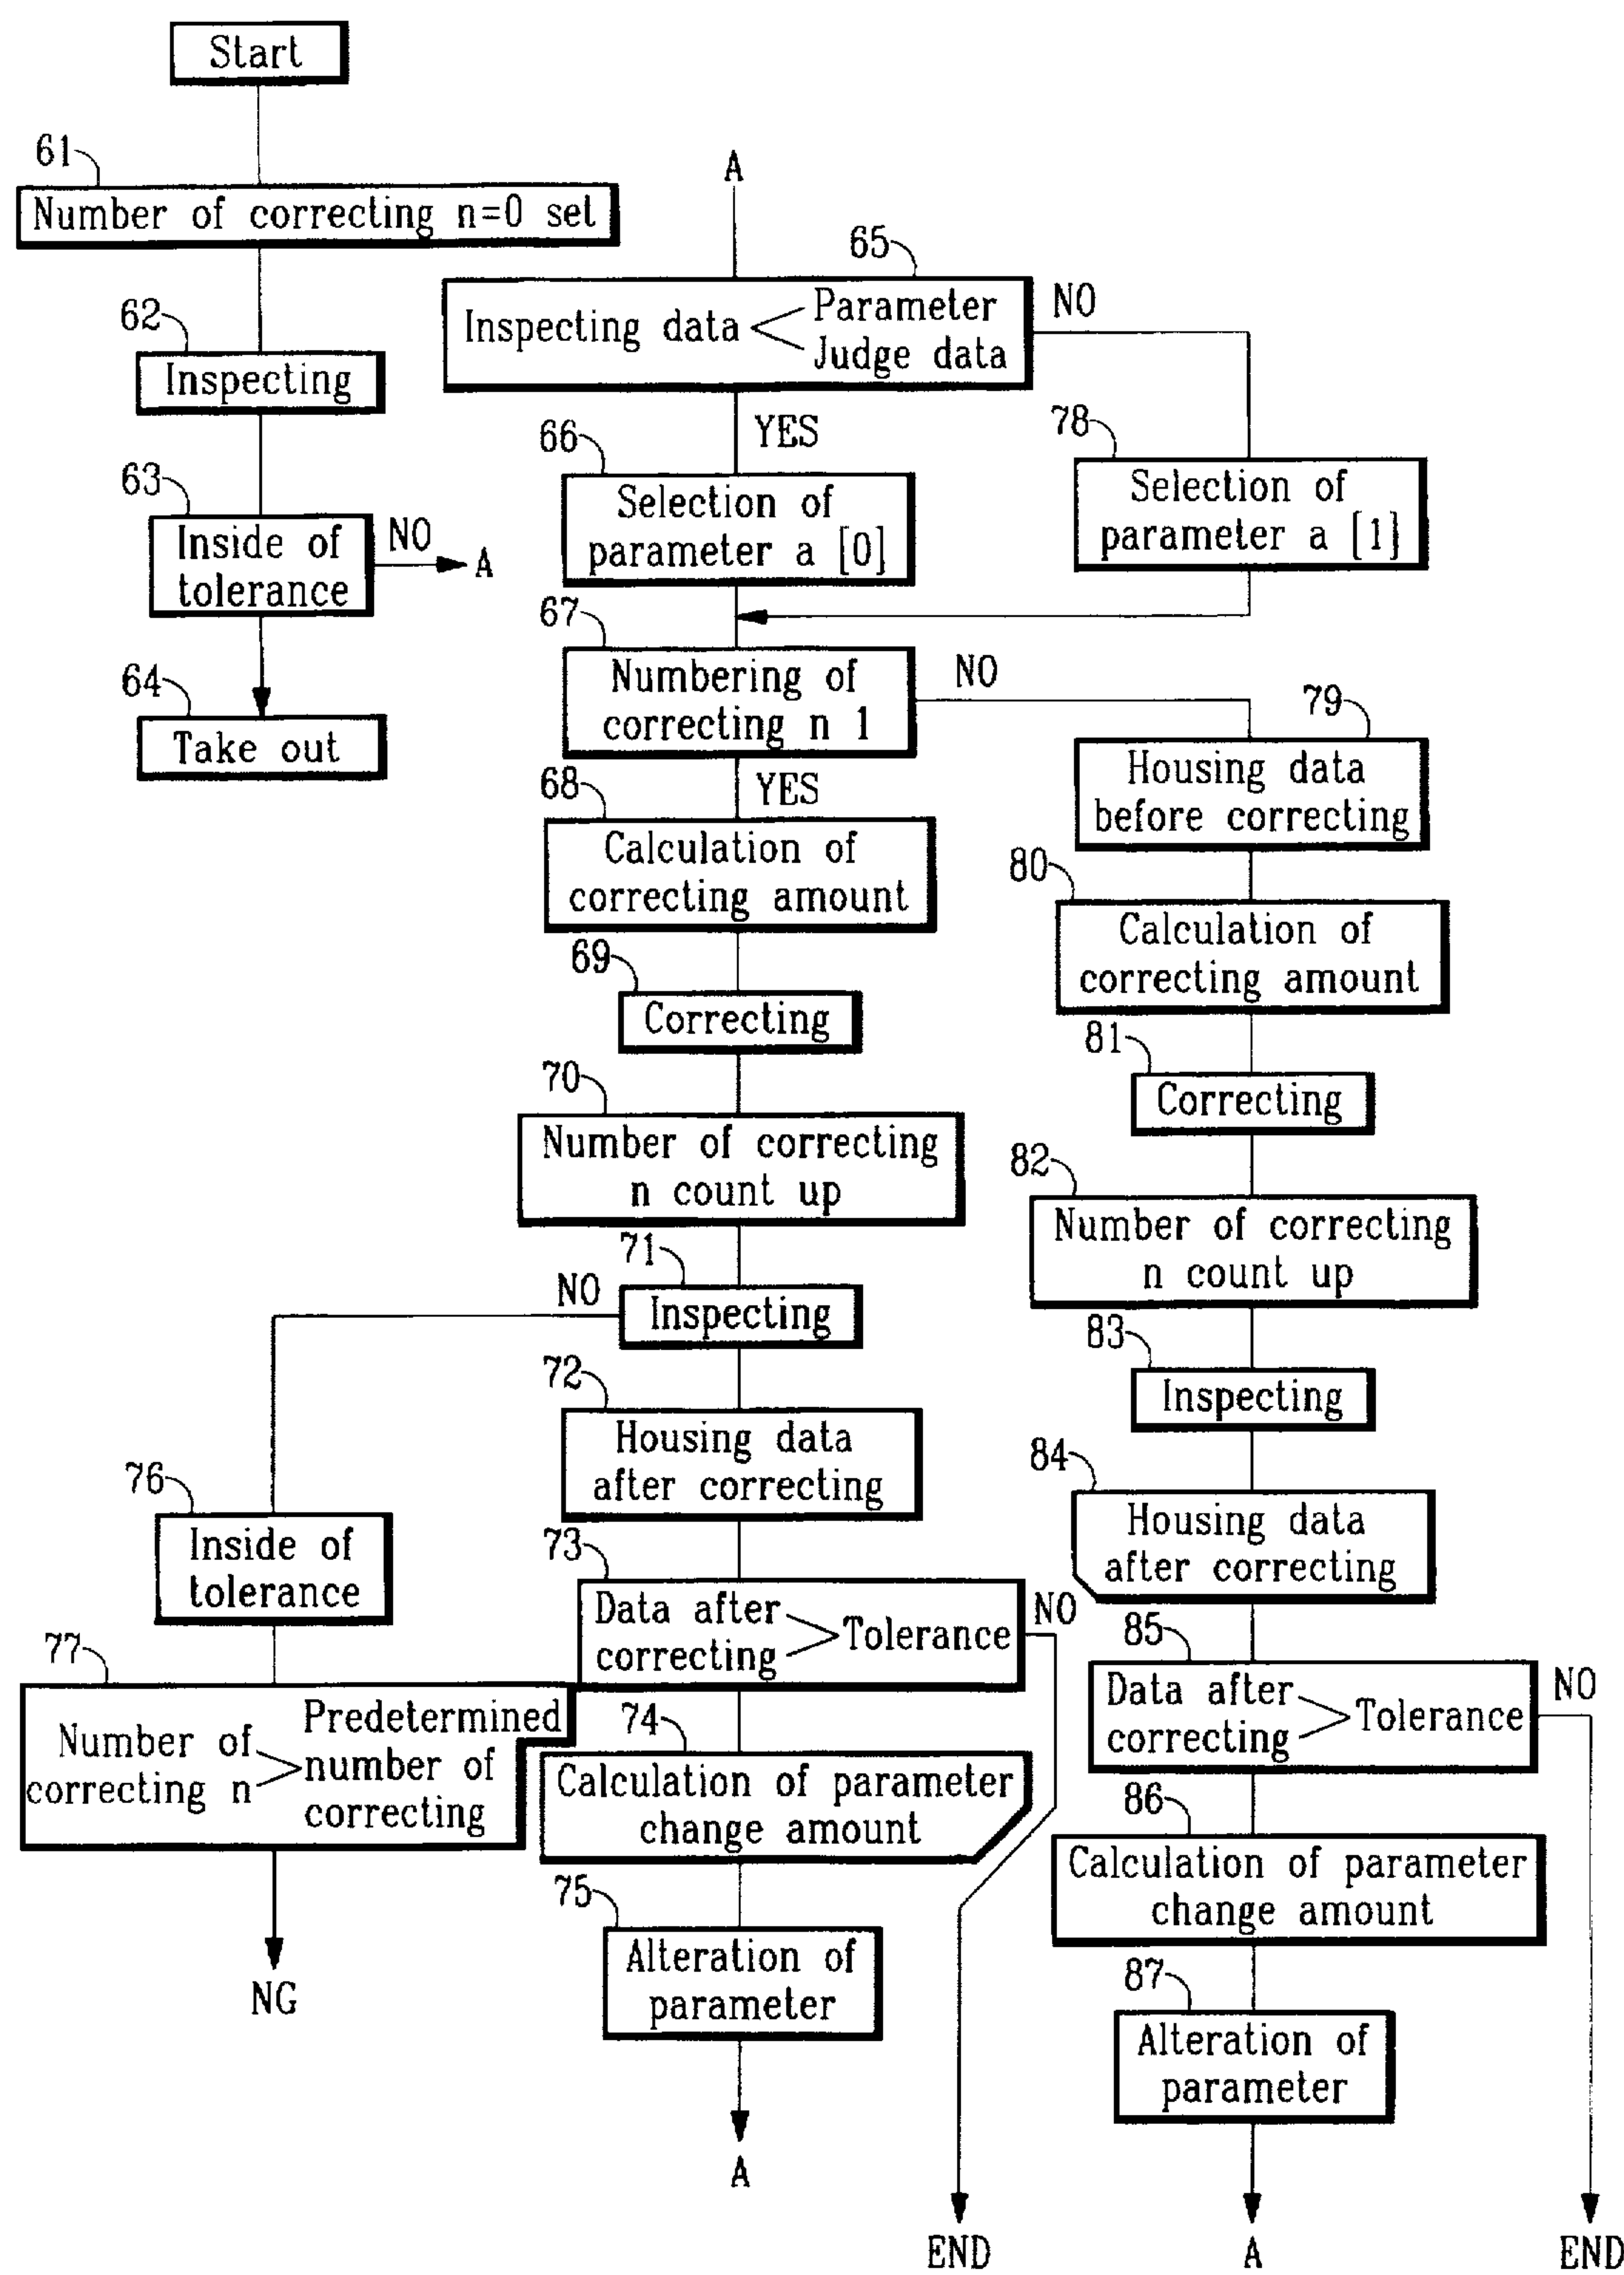 Start
61
Number of correcting n=0 set
62
Inspecting
63
Inside of
tolerance
NO
A
64
Take out
A
65
Inspecting data < Parameter
Judge data
NO
YES
66
Selection of
parameter a [0]
78
Selection of
parameter a [1]
67
Numbering of
correcting n 1
NO
YES
68
Calculation of
correcting amount
69
Correcting
70
Number of correcting
n count up
71
Inspecting
NO
72
Housing data
after correcting
73
Data after
correcting > Tolerance
NO
74
Calculation of parameter
change amount
75
Alteration of
parameter
A
END
76
Inside of
tolerance
77
Number of
correcting n > Predetermined
number of
correcting
NG
79
Housing data
before correcting
80
Calculation of
correcting amount
81
Correcting
82
Number of correcting
n count up
83
Inspecting
84
Housing data
after correcting
85
Data after
correcting > Tolerance
NO
86
Calculation of parameter
change amount
87
Alteration of
parameter
A
END